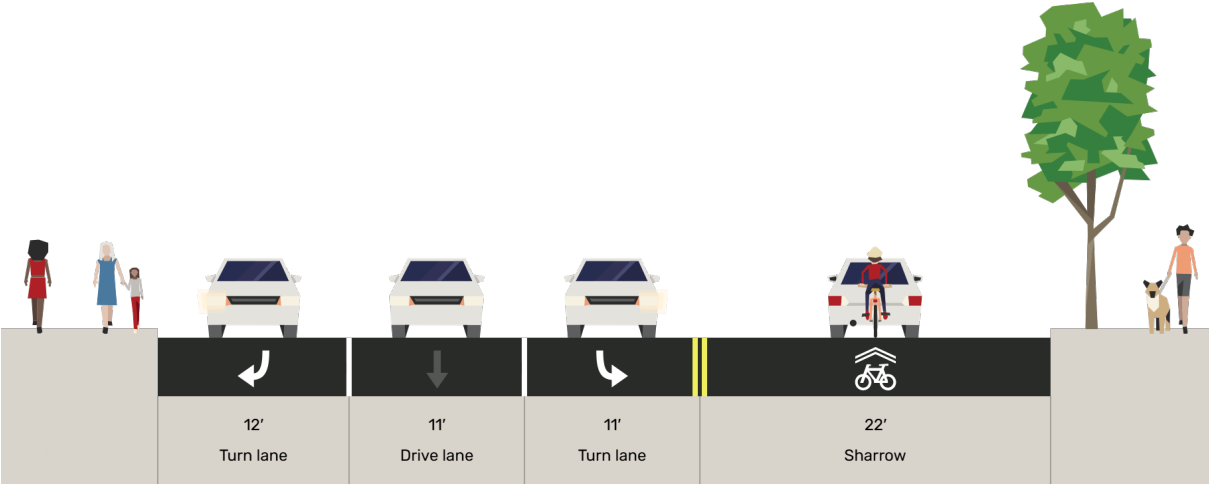 12′
Turn lane
11′
Drive lane
11′
Turn lane
22′
Sharrow